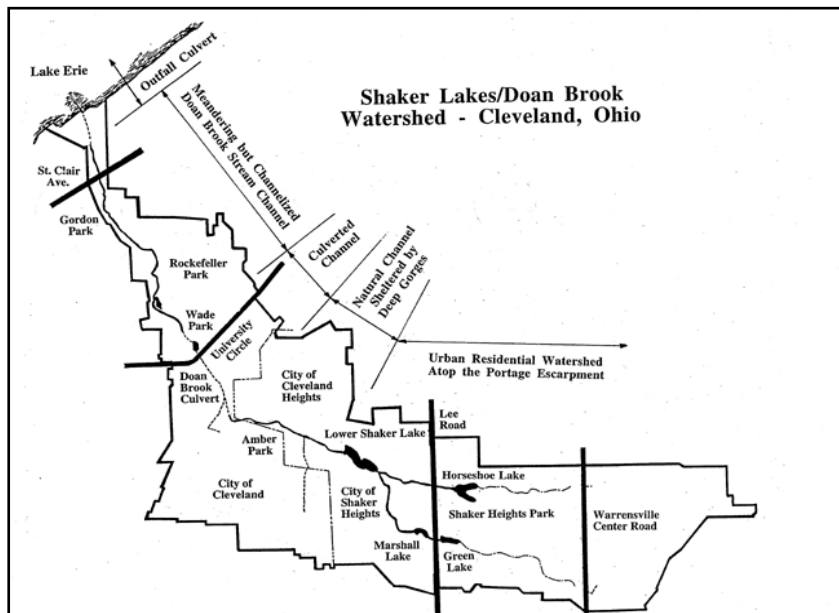 Shaker Lakes/Doan Brook
Watershed - Cleveland, Ohio
Lake Erie
Outfall Culvert
Meandering but Channelized
Doan Brook Stream Channel
St. Clair
Ave.
Gordon
Park
Culverted
Channel
Natural Channel
Sheltered by
Deep Gorges
Rockefeller
Park
Wade
Park
University
Circle
Urban Residential Watershed
Atop the Portage Escarpment
Doan
Brook
Culvert
City of
Cleveland
Heights
Lee
Road
Amber
Park
Lower Shaker Lake
Horseshoe Lake
City of
Cleveland
City of
Shaker
Heights
Shaker Heights Park
Warrensville
Center Road
Marshall
Lake
Green
Lake